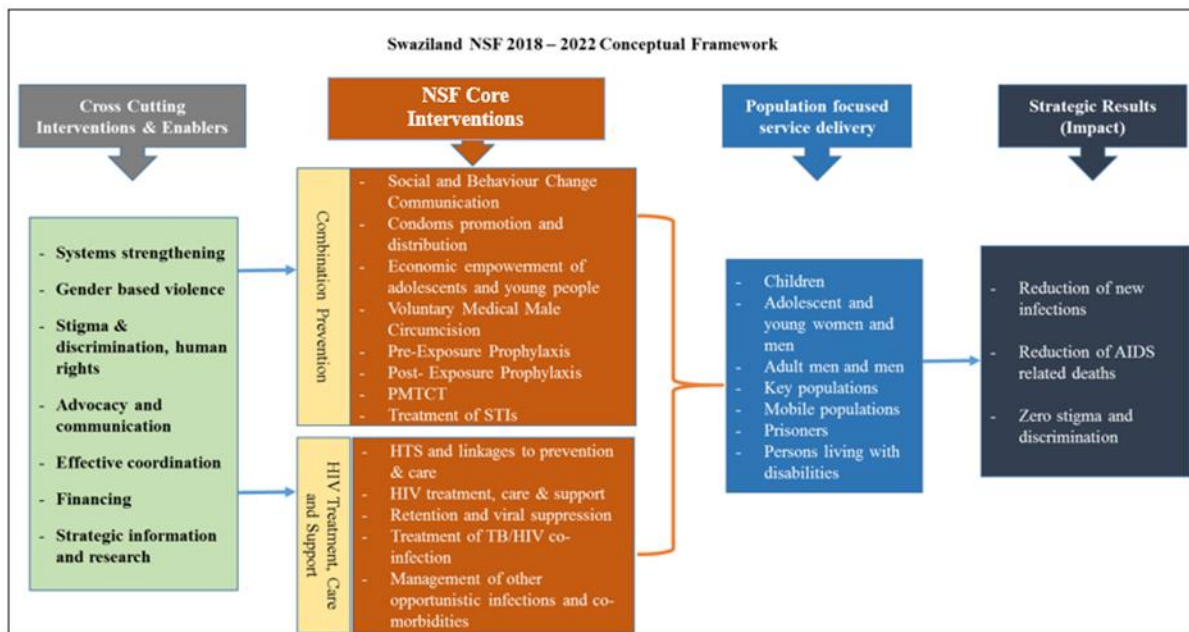 Swaziland NSF 2018 – 2022 Conceptual Framework
Cross Cutting
Interventions & Enablers
- Systems strengthening
- Gender based violence
- Stigma &
discrimination, human
rights
- Advocacy and
communication
- Effective coordination
- Financing
- Strategic information
and research
NSF Core
Interventions
Combination Prevention
- Social and Behaviour Change
Communication
- Condoms promotion and
distribution
- Economic empowerment of
adolescents and young people
- Voluntary Medical Male
Circumcision
- Pre-Exposure Prophylaxis
- Post- Exposure Prophylaxis
- PMTCT
- Treatment of STIs
HIV Treatment, Care
and Support
- HTS and linkages to prevention
& care
- HIV treatment, care & support
- Retention and viral suppression
- Treatment of TB/HIV co-
infection
- Management of other
opportunistic infections and co-
morbidities
Population focused
service delivery
- Children
- Adolescent and
young women and
men
- Adult men and men
- Key populations
- Mobile populations
- Prisoners
- Persons living with
disabilities
Strategic Results
(Impact)
- Reduction of new
infections
- Reduction of AIDS
related deaths
- Zero stigma and
discrimination